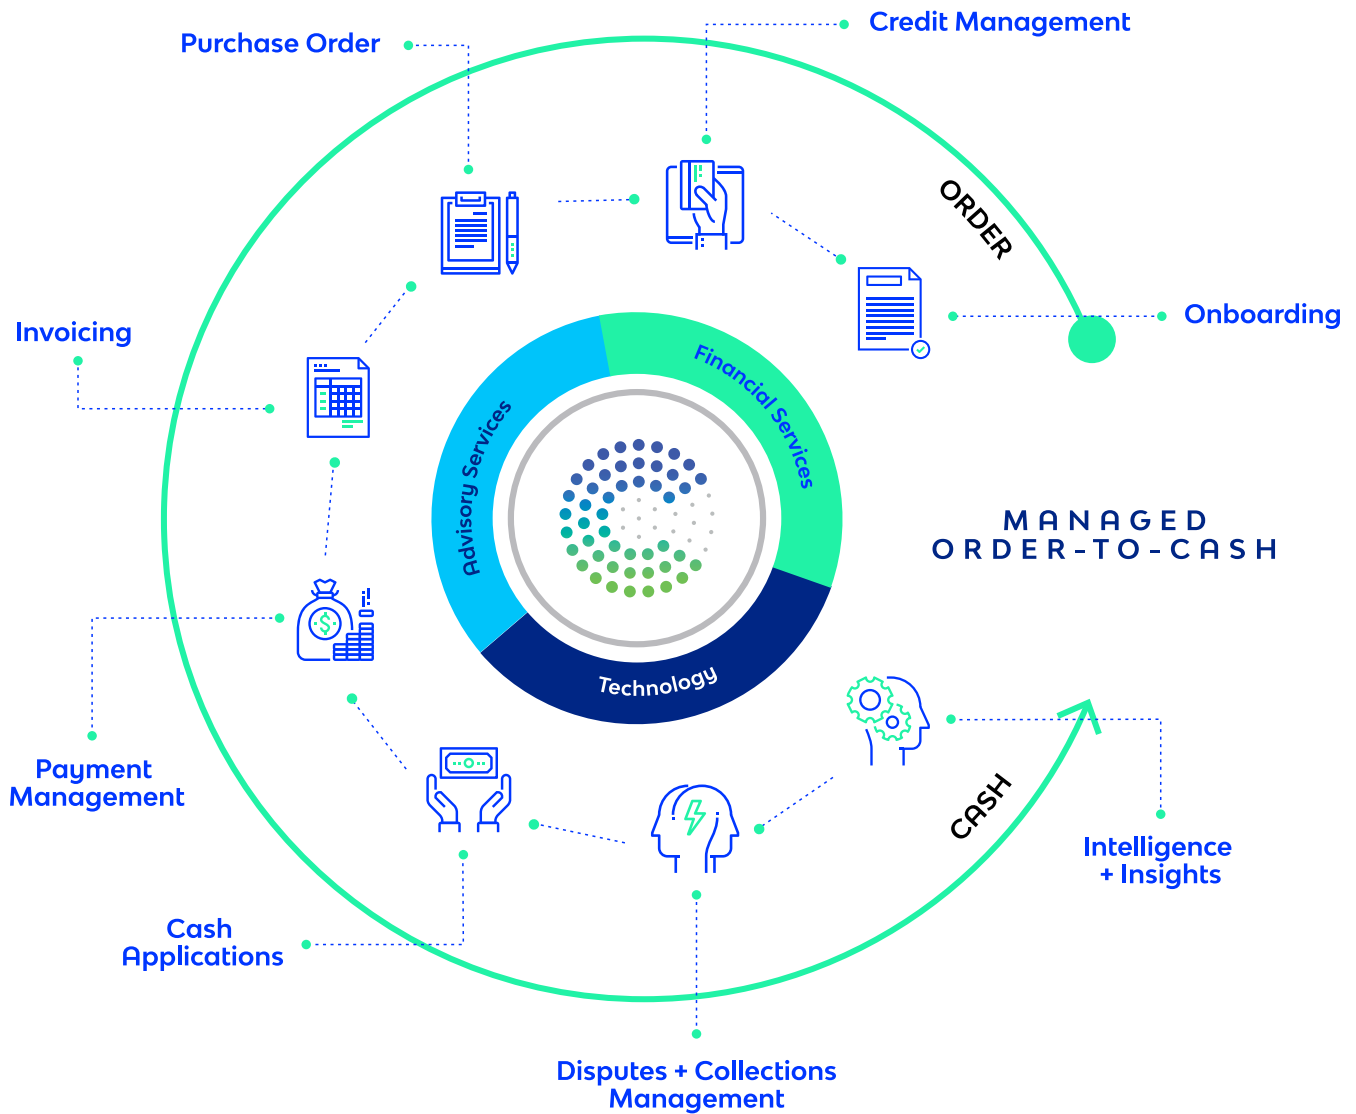 Credit Management
Purchase Order
ORDER
Onboarding
Invoicing
Financial Services
Advisory Services
MANAGED
ORDER-TO-CASH
Technology
Payment
Management
CASH
Intelligence
+ Insights
Cash
Applications
Disputes + Collections
Management